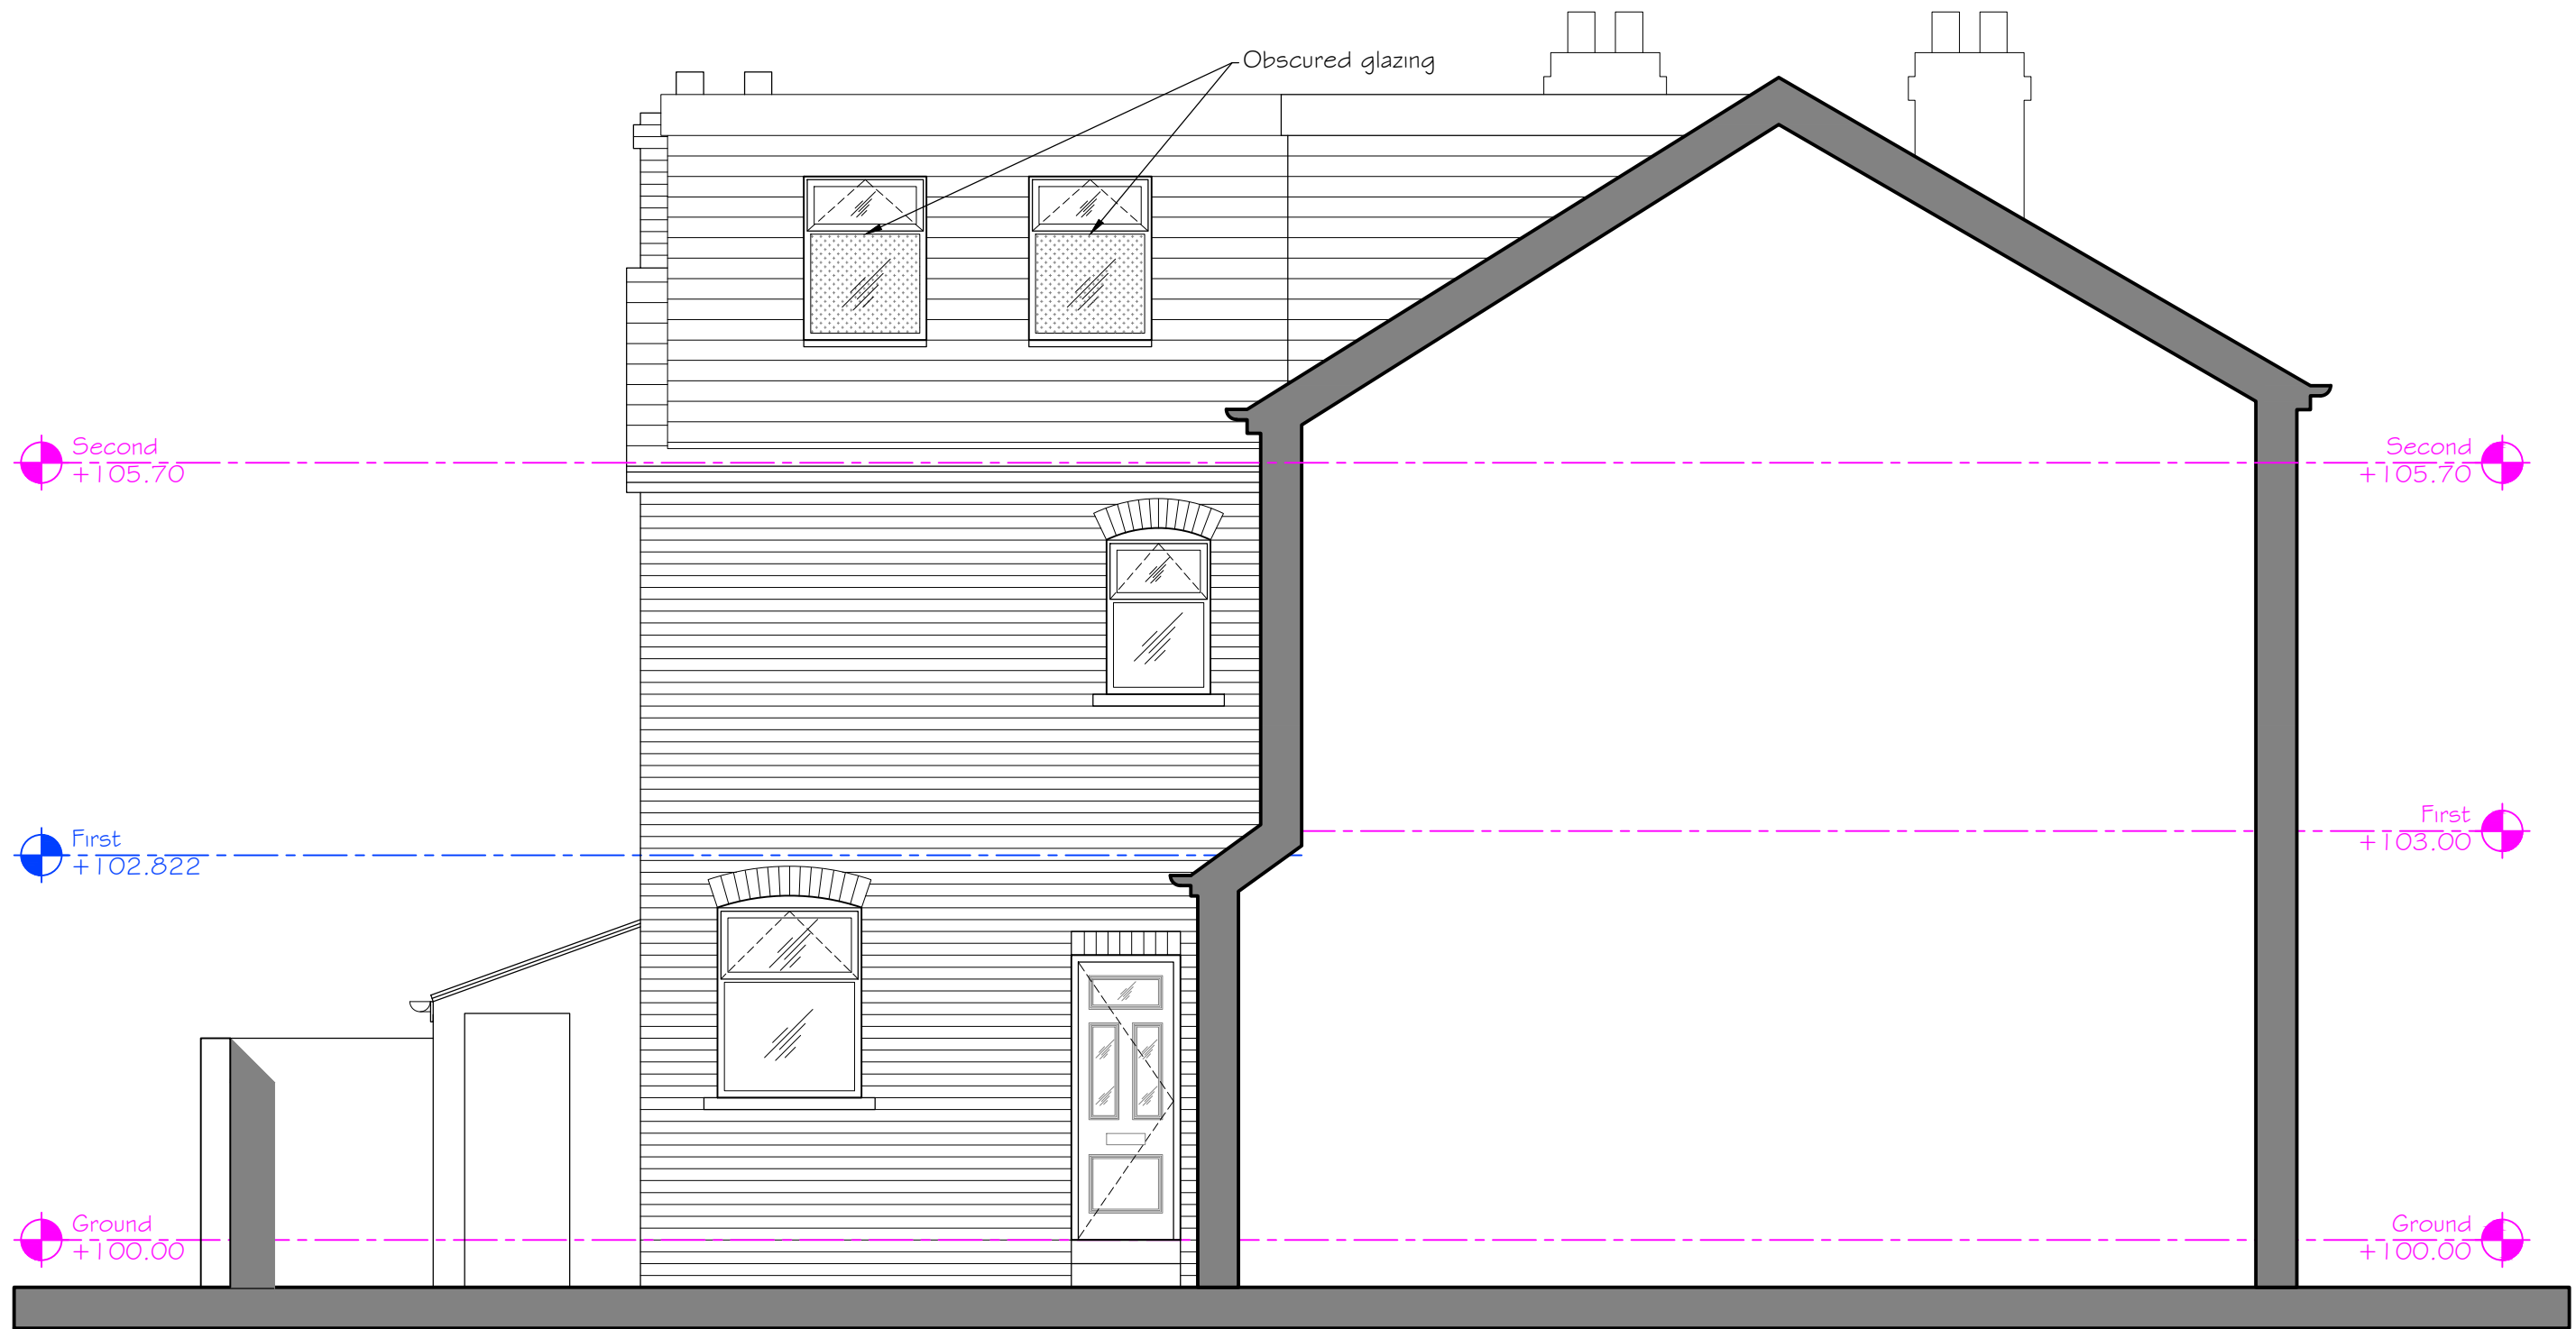 Obscured glazing
Second
+105.70
Second
+105.70
First
+102.822
First
+103.00
Ground
+100.00
Ground
+100.00